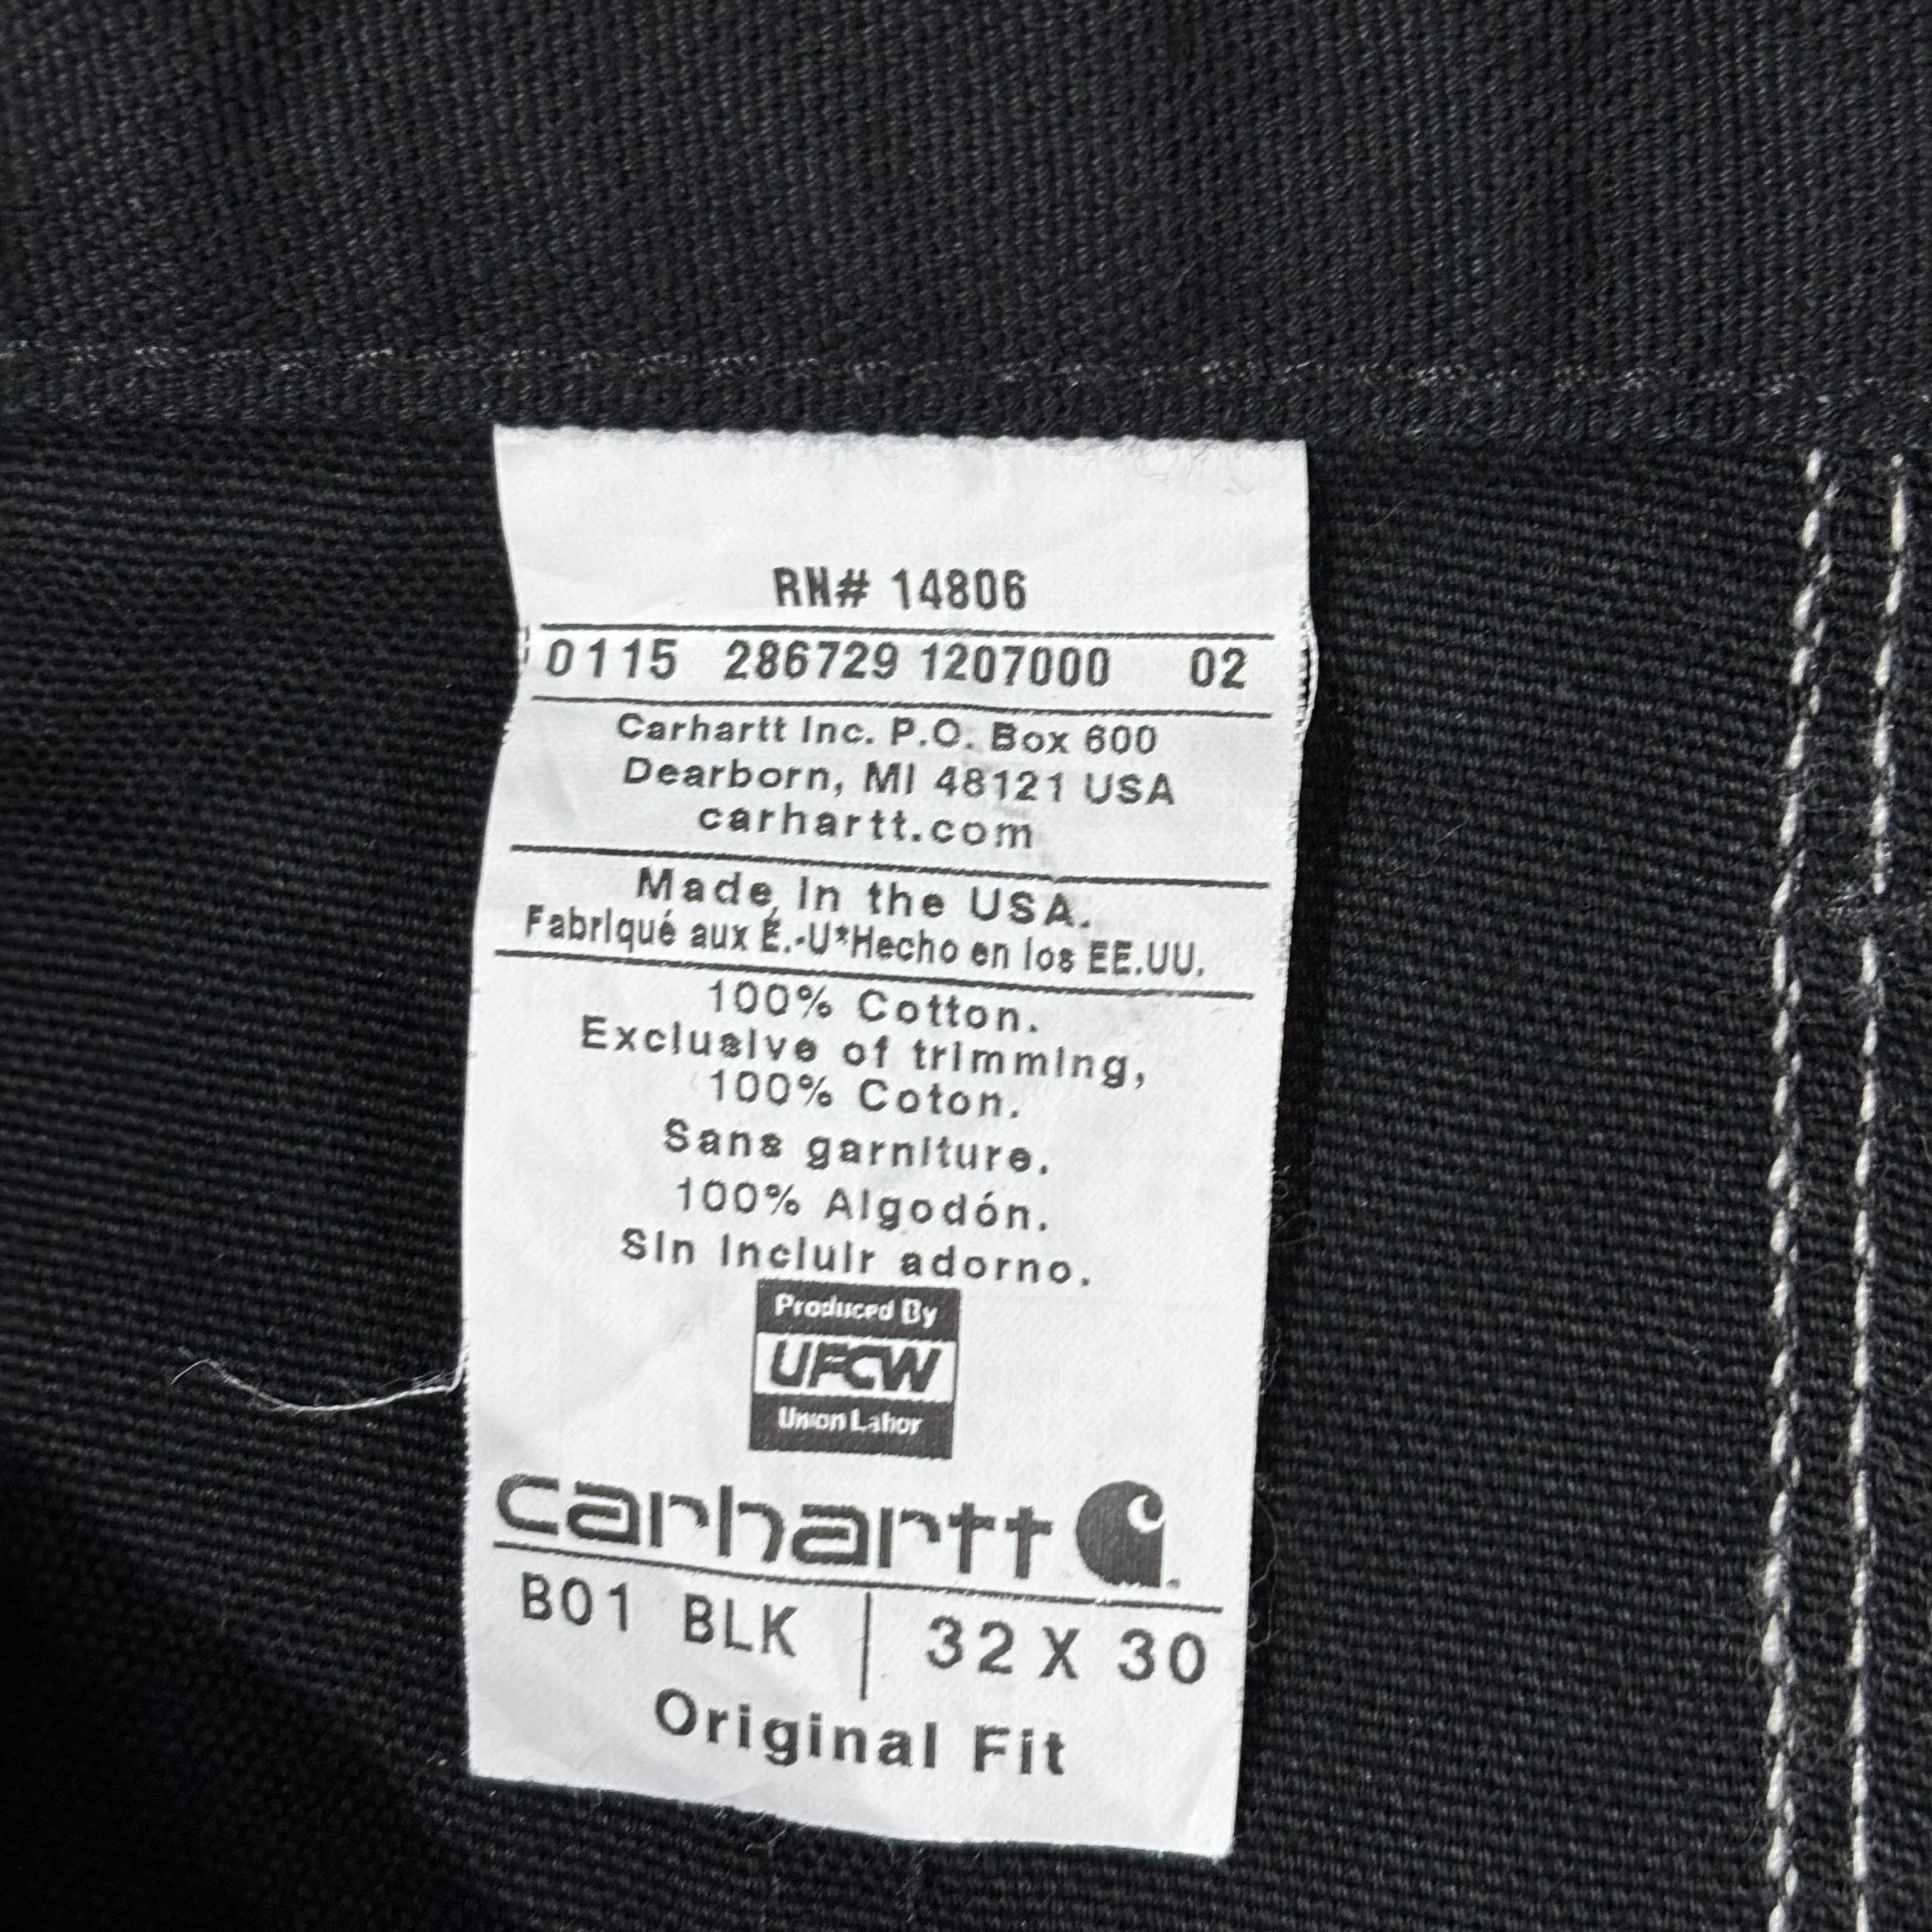 RN# 14806
0115 286729 1207000 02
Carhartt Inc. P.O. Box 600
Dearborn, MI 48121 USA
carhartt.com
Made In the USA.
Fabriqué aux É.-U*Hecho en los EE.UU.
100% Cotton.
Exclusive of trimming,
100% Coton.
Sans garniture.
100% Algodón.
Sin incluir adorno.
Produced By
UFCW
Union Labor
carhartt
B01 BLK | 32 X 30
Original Fit